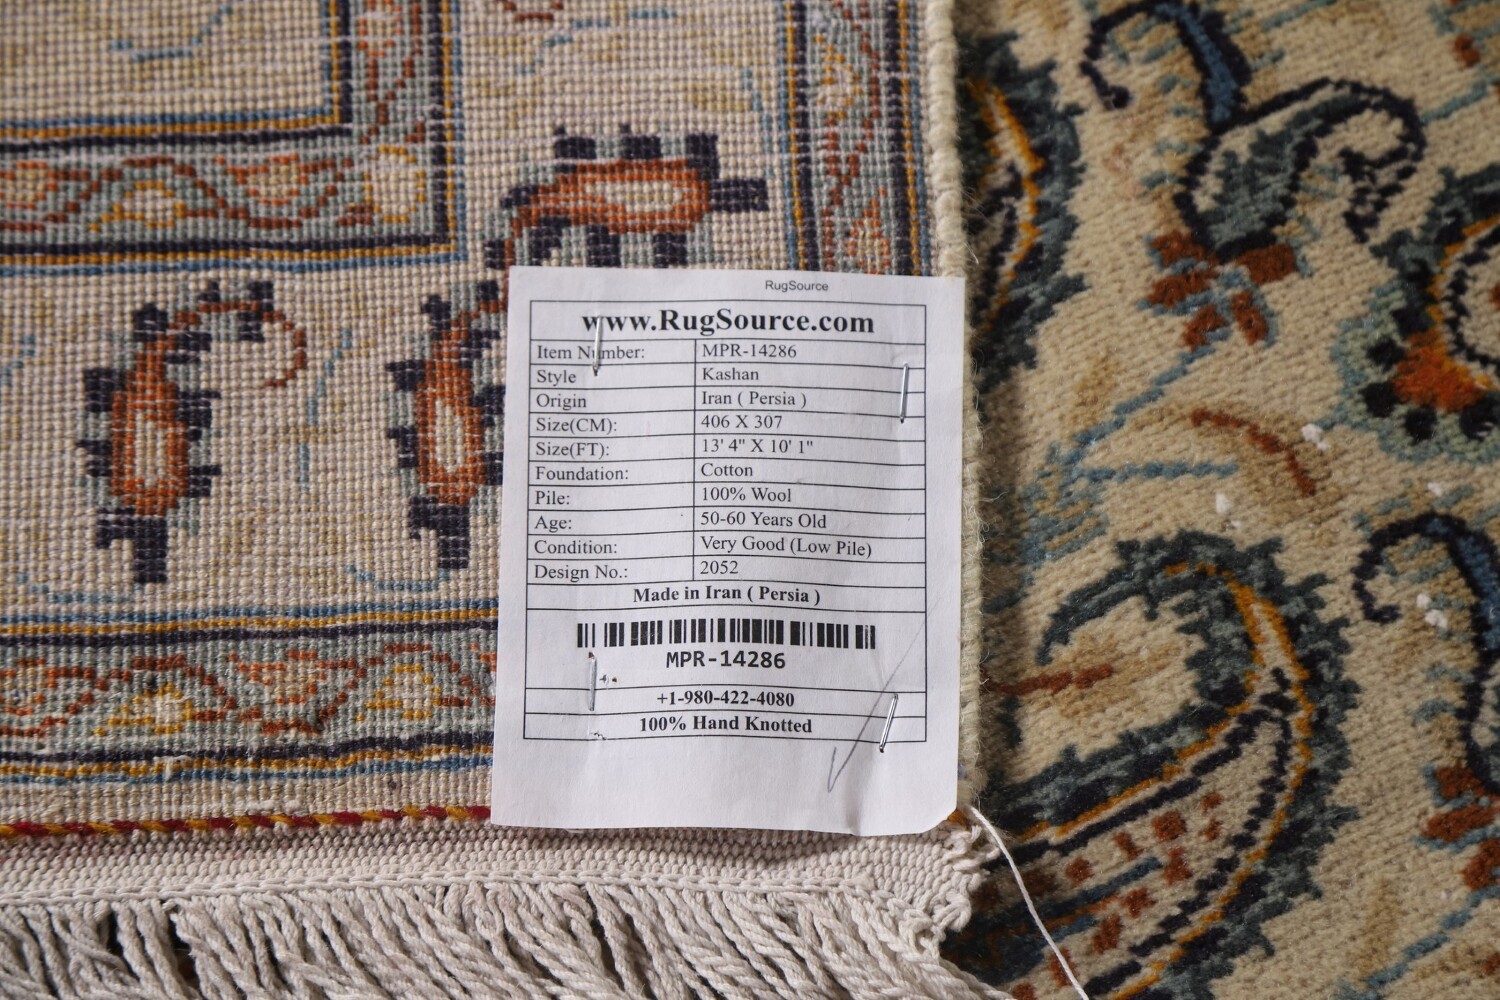 RugSource
www.RugSource.com
Item Number: MPR-14286
Style Kashan
Origin Iran ( Persia )
Size(CM): 406 X 307
Size(FT): 13' 4" X 10' 1"
Foundation: Cotton
Pile: 100% Wool
Age: 50-60 Years Old
Condition: Very Good (Low Pile)
Design No.: 2052
Made in Iran ( Persia )
MPR-14286
+1-980-422-4080
100% Hand Knotted